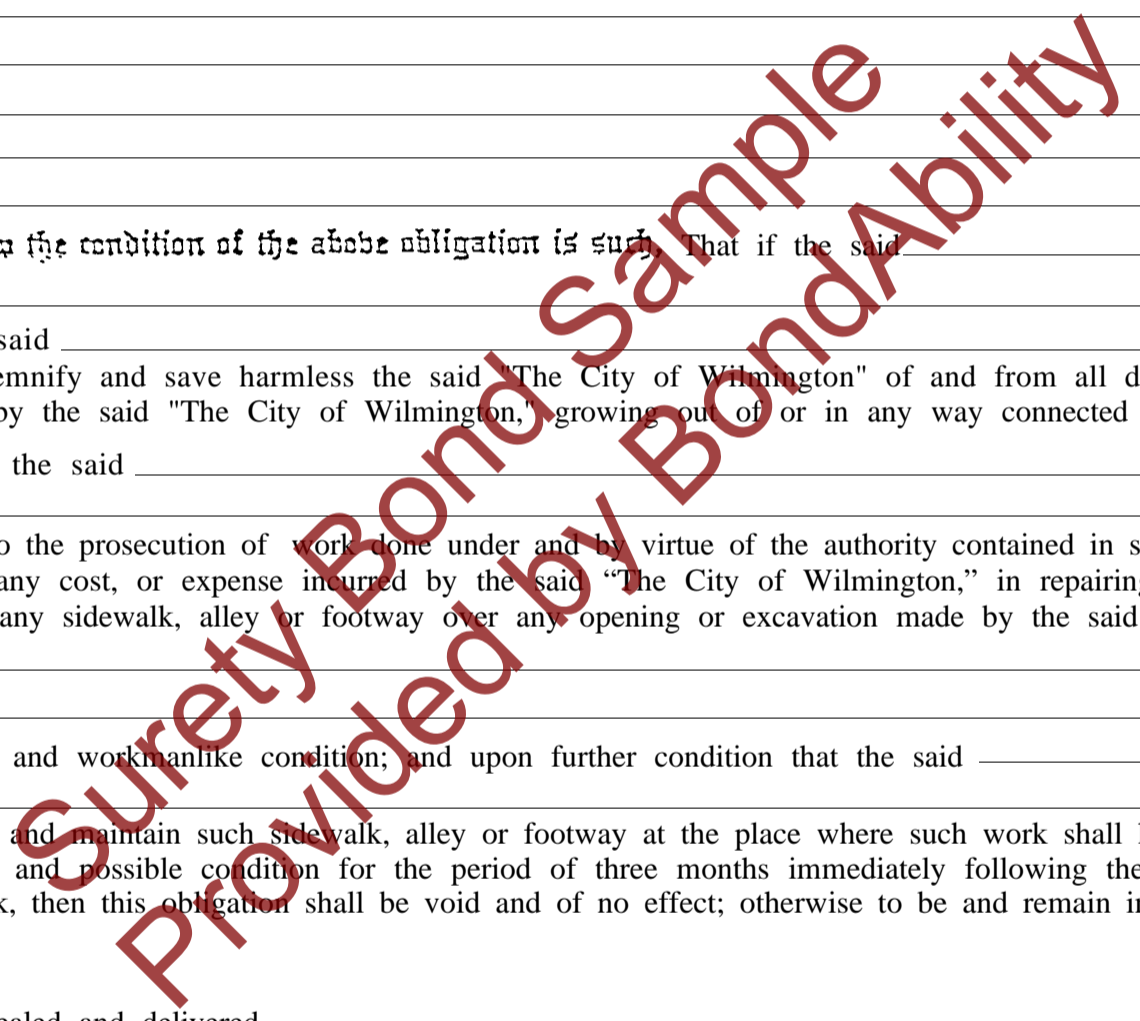 the condition of the above obligation is such, That if the said
said
emnify and save harmless the said "The City of Wilmington" of and from all d
by the said "The City of Wilmington," growing out of or in any way connected
the said
o the prosecution of work done under and by virtue of the authority contained in s
any cost, or expense incurred by the said “The City of Wilmington,” in repairing
any sidewalk, alley or footway over any opening or excavation made by the said
and workmanlike condition; and upon further condition that the said
and maintain such sidewalk, alley or footway at the place where such work shall
and possible condition for the period of three months immediately following the
k, then this obligation shall be void and of no effect; otherwise to be and remain in
ealed and delivered
Surety Bond Sample
Provided by BondAbility